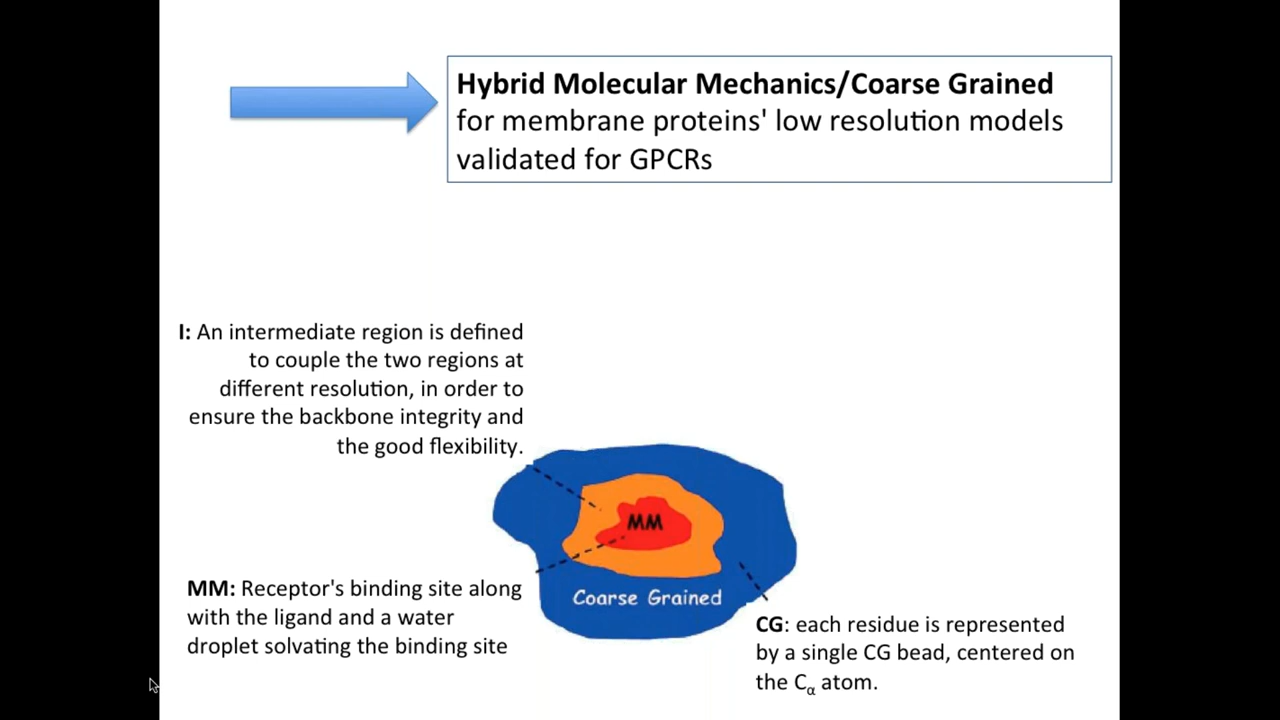 Hybrid Molecular Mechanics/Coarse Grained
for membrane proteins' low resolution models
validated for GPCRs
I: An intermediate region is defined
to couple the two regions at
different resolution, in order to
ensure the backbone integrity and
the good flexibility.
MM
Coarse Grained
MM: Receptor's binding site along
with the ligand and a water
droplet solvating the binding site
CG: each residue is represented
by a single CG bead, centered on
the Cα atom.